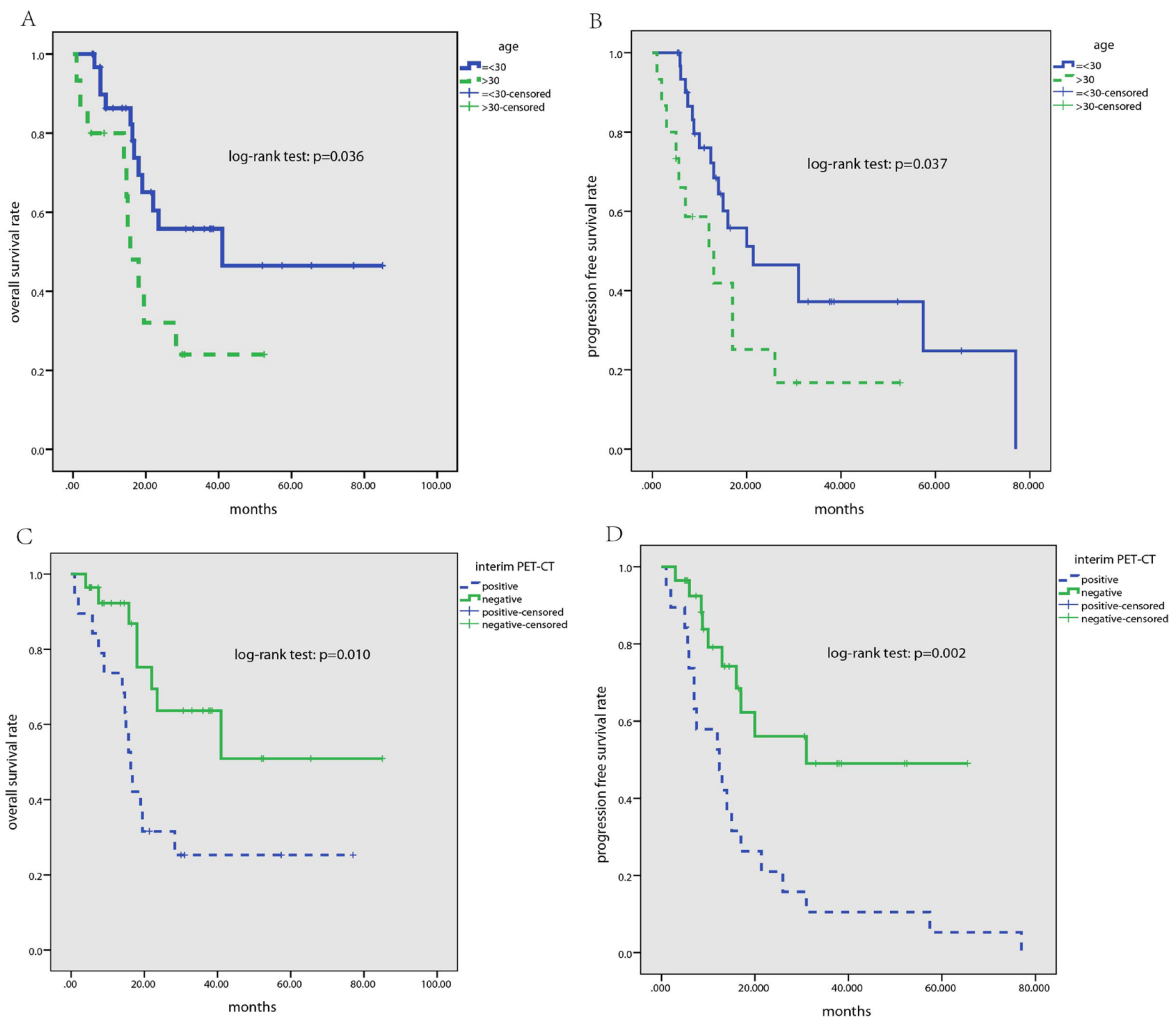 A
age
=<30
>30
=<30-censored
>30-censored
log-rank test: p=0.036
overall survival rate
1.0
0.8
0.6
0.4
0.2
0.0
.00
20.00
40.00
60.00
80.00
100.00
months
B
age
=<30
>30
=<30-censored
>30-censored
log-rank test: p=0.037
progression free survival rate
1.0
0.8
0.6
0.4
0.2
0.0
.000
20.000
40.000
60.000
80.000
months
C
interim PET-CT
positive
negative
positive-censored
negative-censored
log-rank test: p=0.010
overall survival rate
1.0
0.8
0.6
0.4
0.2
0.0
.00
20.00
40.00
60.00
80.00
100.00
months
D
interim PET-CT
positive
negative
positive-censored
negative-censored
log-rank test: p=0.002
progression free survival rate
1.0
0.8
0.6
0.4
0.2
0.0
.000
20.000
40.000
60.000
80.000
months